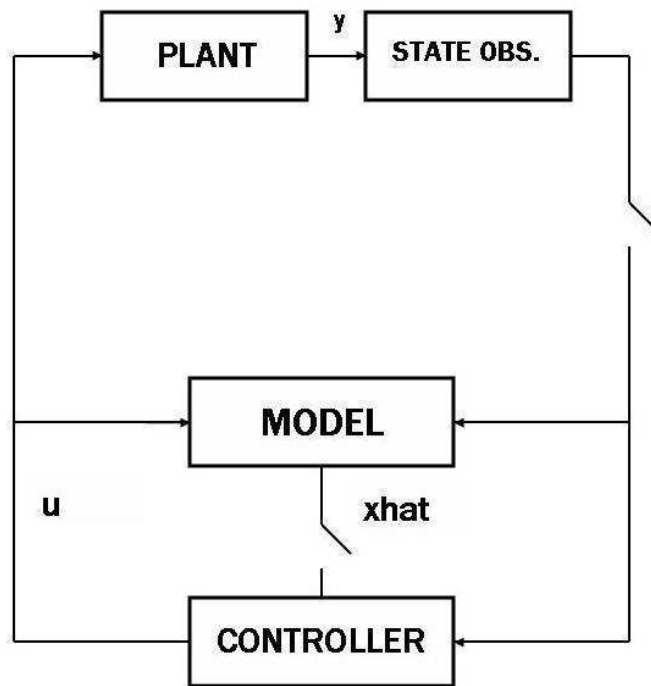 y
PLANT
STATE OBS.
MODEL
u
xhat
CONTROLLER